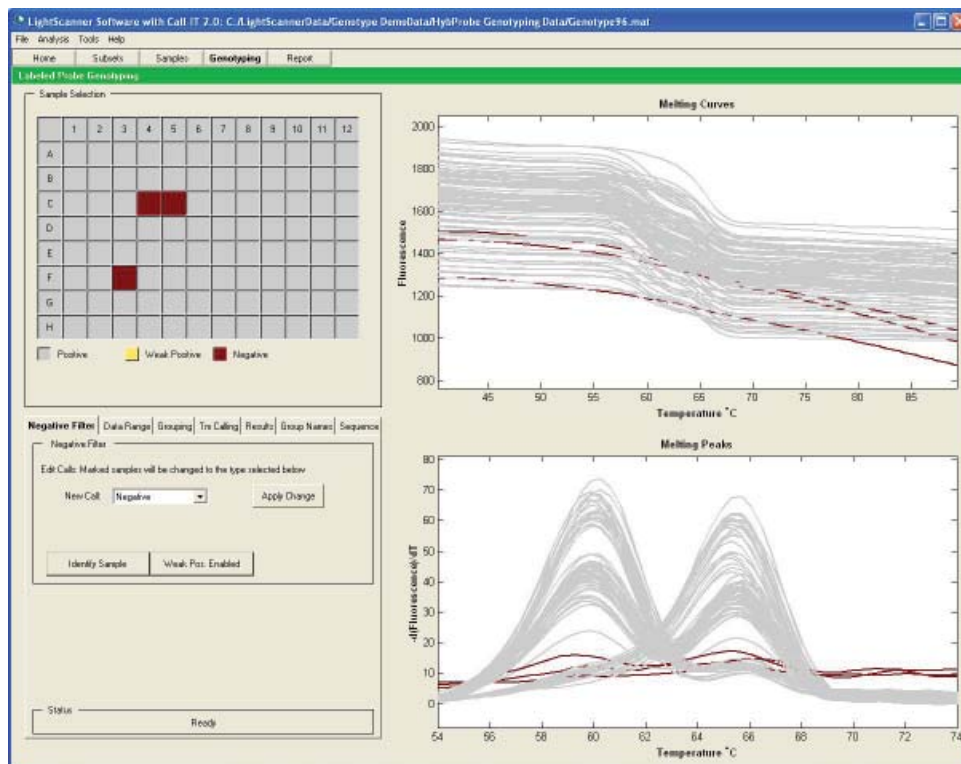 LightScanner Software with Call IT 2.0: C:/LightScannerData/Genotype DemoData/HybProbe Genotyping Data/Genotype96.mat
File Analysis Tools Help
Home Subsets Samples Genotyping Report
Labeled Probe Genotyping
Sample Selection
1 2 3 4 5 6 7 8 9 10 11 12
A
B
C
D
E
F
G
H
Positive Weak Positive Negative
Negative Filter Data Range Grouping Tm Calling Results Group Names Sequence
Negative Filter
Edit Calls: Marked samples will be changed to the type selected below
New Call: Negative Apply Change
Identify Sample Weak Pos. Enabled
Status
Ready
Melting Curves
2000
1800
1600
1400
1200
1000
800
Fluorescence
45 50 55 60 65 70 75 80 85
Temperature °C
Melting Peaks
80
70
60
50
40
30
20
10
0
-d(Fluorescence)/dT
54 56 58 60 62 64 66 68 70 72 74
Temperature °C